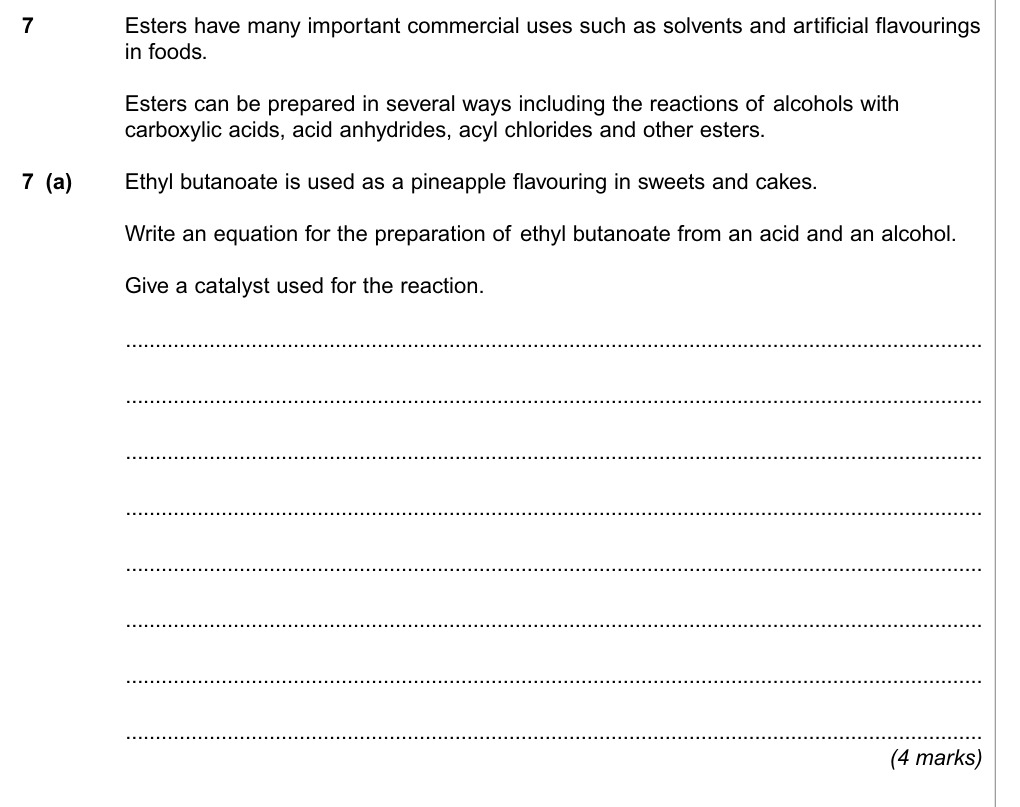 7 Esters have many important commercial uses such as solvents and artificial flavourings
in foods.
Esters can be prepared in several ways including the reactions of alcohols with
carboxylic acids, acid anhydrides, acyl chlorides and other esters.
7 (a) Ethyl butanoate is used as a pineapple flavouring in sweets and cakes.
Write an equation for the preparation of ethyl butanoate from an acid and an alcohol.
Give a catalyst used for the reaction.
(4 marks)